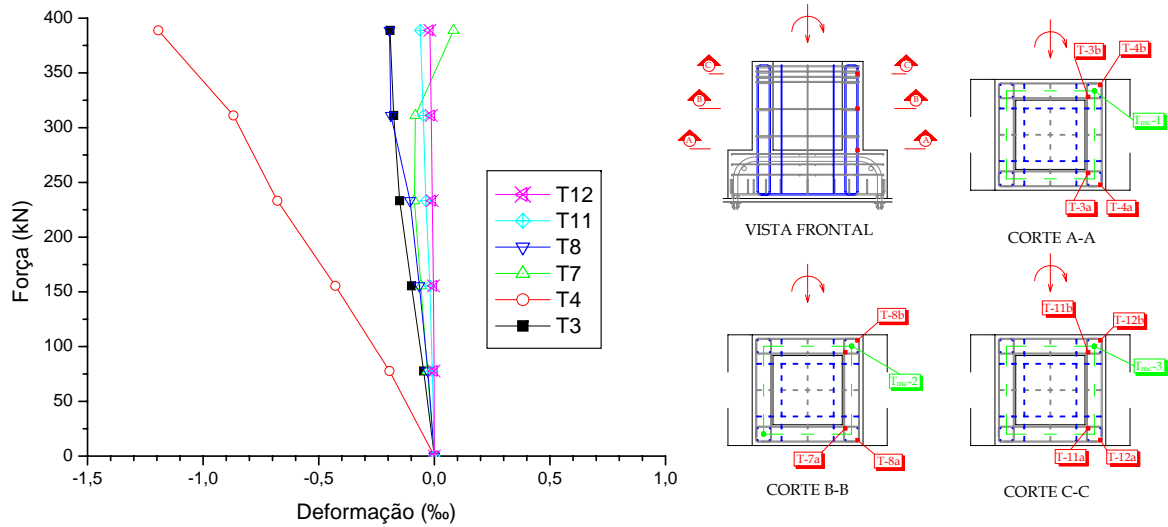 400
350
300
250
200
150
100
50
0
-1,5
-1,0
-0,5
0,0
0,5
1,0
Força (kN)
Deformação (‰)
T12
T11
T8
T7
T4
T3
C
C
B
B
A
A
VISTA FRONTAL
T-3b
T-4b
Tmc-1
T-3a
T-4a
CORTE A-A
T-8b
Tmc-2
T-7a
T-8a
CORTE B-B
T-11b
T-12b
Tmc-3
T-11a
T-12a
CORTE C-C